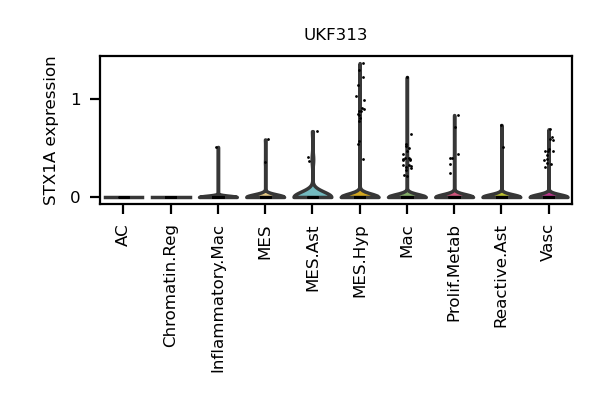 UKF313
STX1A expression
1
0
AC
Chromatin.Reg
Inflammatory.Mac
MES
MES.Ast
MES.Hyp
Mac
Prolif.Metab
Reactive.Ast
Vasc